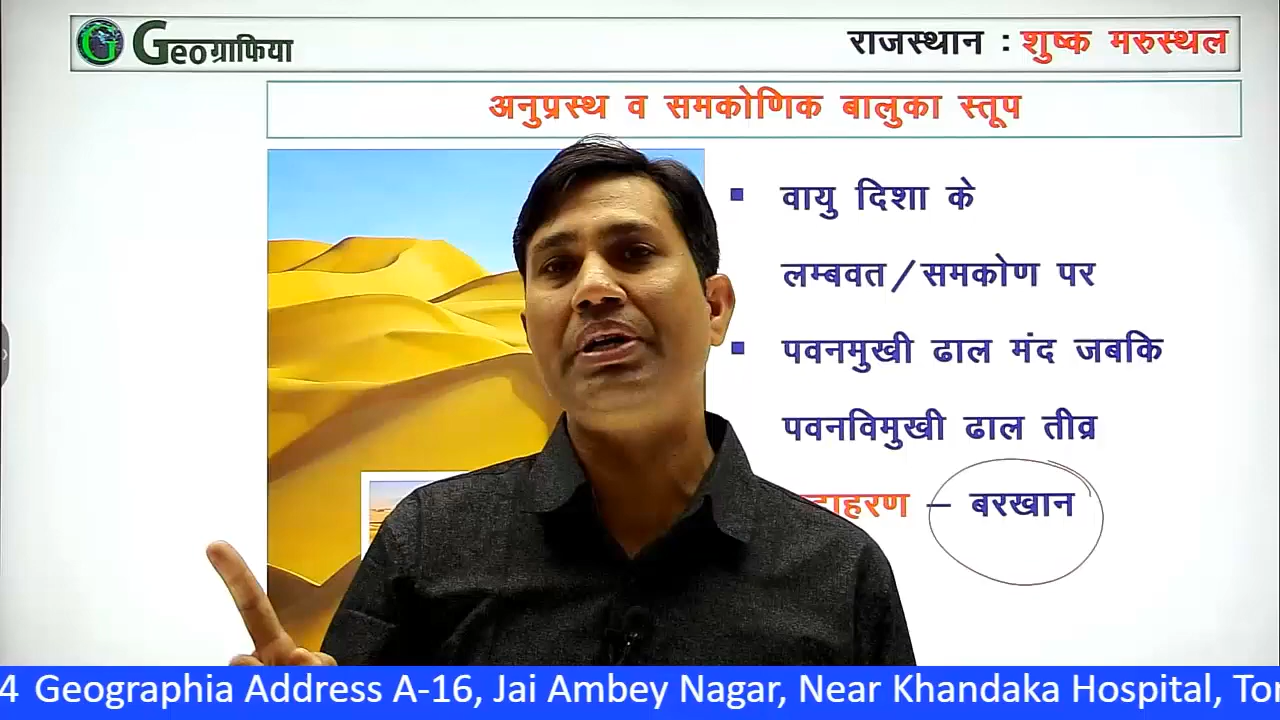 Geoग्राफिया
राजस्थान : शुष्क मरुस्थल
अनुप्रस्थ व समकोणिक बालुका स्तूप
वायु दिशा के
लम्बवत/समकोण पर
पवनमुखी ढाल मंद जबकि
पवनविमुखी ढाल तीव्र
– बरखान
4 Geographia Address A-16, Jai Ambey Nagar, Near Khandaka Hospital,